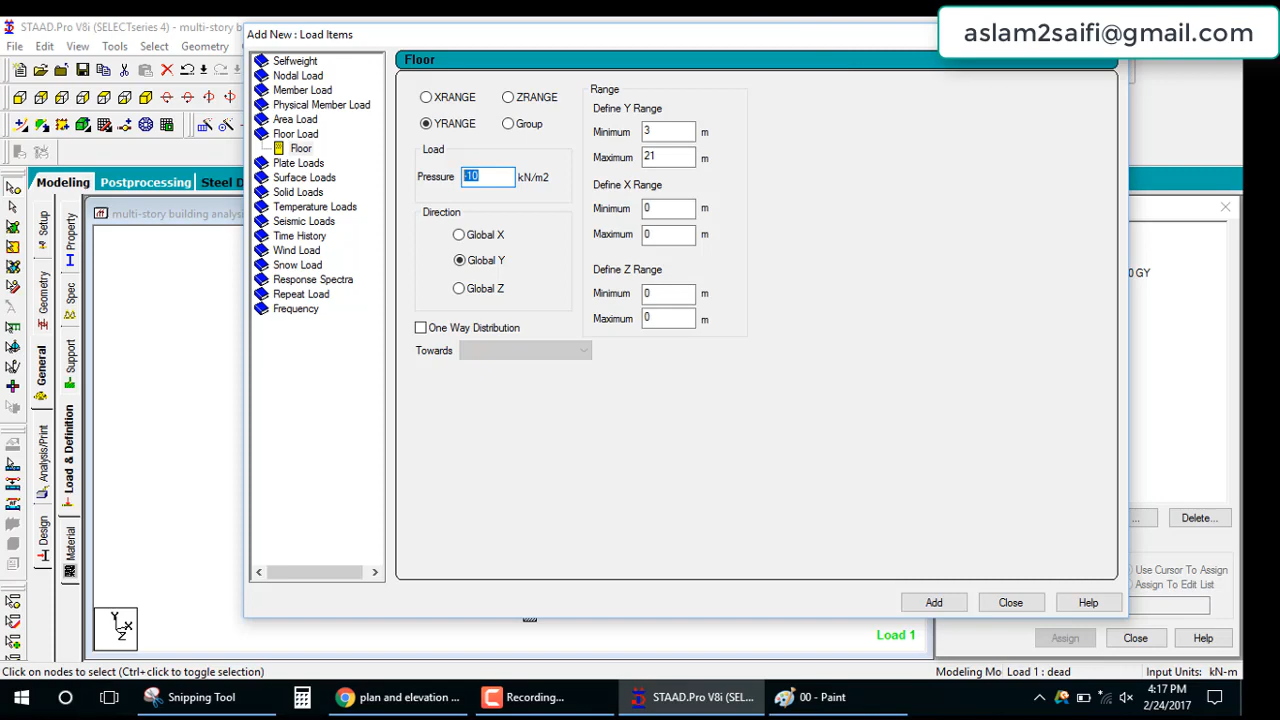 STAAD.Pro V8i (SELECTseries 4) - multi-story bu
aslam2saifi@gmail.com
File Edit View Tools Select Geometry
Add New : Load Items
Selfweight
Nodal Load
Member Load
Physical Member Load
Area Load
Floor Load
Floor
Plate Loads
Surface Loads
Solid Loads
Temperature Loads
Seismic Loads
Time History
Wind Load
Snow Load
Response Spectra
Repeat Load
Frequency
Floor
XRANGE ZRANGE
YRANGE Group
Load
Pressure -10 kN/m2
Direction
Global X
Global Y
Global Z
One Way Distribution
Towards
Range
Define Y Range
Minimum 3 m
Maximum 21 m
Define X Range
Minimum 0 m
Maximum 0 m
Define Z Range
Minimum 0 m
Maximum 0 m
Add Close Help
Modeling Postprocessing Steel D
multi-story building analysi
Setup
Geometry
General
Analysis/Print
Design
Property
Spec
Support
Load & Definition
Material
Y
X
Z
Load 1
0 GY
... Delete...
Use Cursor To Assign
Assign To Edit List
Assign Close Help
Click on nodes to select (Ctrl+click to toggle selection)
Modeling Mo Load 1 : dead Input Units: kN-m
Snipping Tool
plan and elevation ...
Recording...
STAAD.Pro V8i (SEL...
00 - Paint
4:17 PM
2/24/2017